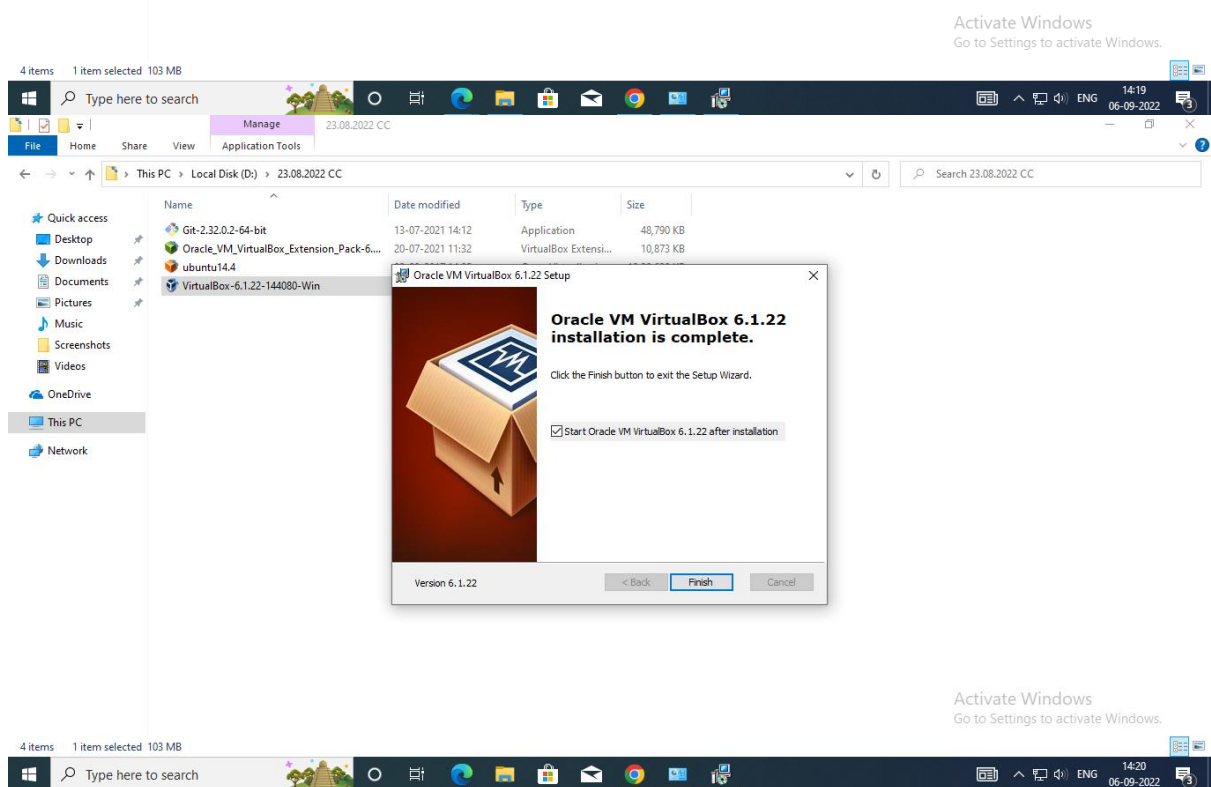 Activate Windows
Go to Settings to activate Windows.
4 items 1 item selected 103 MB
Type here to search ENG 14:19
06-09-2022 3
Manage 23.08.2022 CC
File Home Share View Application Tools
This PC > Local Disk (D:) > 23.08.2022 CC Search 23.08.2022 CC
Name Date modified Type Size
Quick access
Desktop
Downloads
Documents
Pictures
Music
Screenshots
Videos
OneDrive
This PC
Network
Git-2.32.0.2-64-bit 13-07-2021 14:12 Application 48,790 KB
Oracle_VM_VirtualBox_Extension_Pack-6.... 20-07-2021 11:32 VirtualBox Extensi... 10,873 KB
ubuntu14.4
VirtualBox-6.1.22-144080-Win
Oracle VM VirtualBox 6.1.22 Setup
Oracle VM VirtualBox 6.1.22
installation is complete.
Click the Finish button to exit the Setup Wizard.
Start Orade VM VirtualBox 6.1.22 after installation
Version 6.1.22 < Back Finish Cancel
Activate Windows
Go to Settings to activate Windows.
4 items 1 item selected 103 MB
Type here to search ENG 14:20
06-09-2022 3